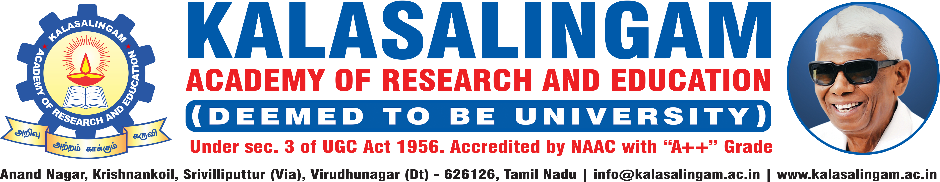 KALASALINGAM
ACADEMY OF RESEARCH AND EDUCATION
(DEEMED TO BE UNIVERSITY)
Under sec. 3 of UGC Act 1956. Accredited by NAAC with “A++” Grade
KALASALINGAM
ACADEMY OF RESEARCH AND EDUCATION
அறிவு
அற்றம் காக்கும்
கருவி
Anand Nagar, Krishnankoil, Srivilliputtur (Via), Virudhunagar (Dt) - 626126, Tamil Nadu | info@kalasalingam.ac.in | www.kalasalingam.ac.in